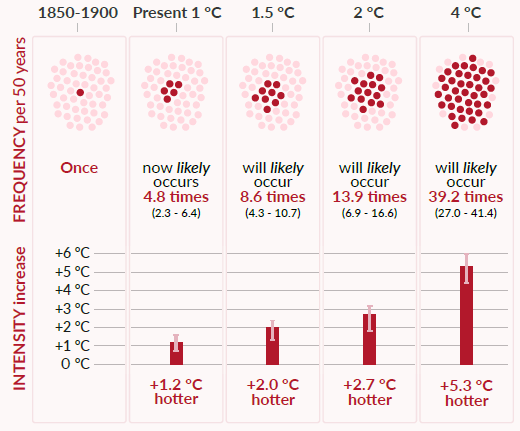 1850-1900 Present 1 °C 1.5 °C 2 °C 4 °C
FREQUENCY per 50 years
Once
now likely
occurs
4.8 times
(2.3 - 6.4)
will likely
occur
8.6 times
(4.3 - 10.7)
will likely
occur
13.9 times
(6.9 - 16.6)
will likely
occur
39.2 times
(27.0 - 41.4)
INTENSITY increase
+6 °C
+5 °C
+4 °C
+3 °C
+2 °C
+1 °C
0 °C
+1.2 °C
hotter
+2.0 °C
hotter
+2.7 °C
hotter
+5.3 °C
hotter